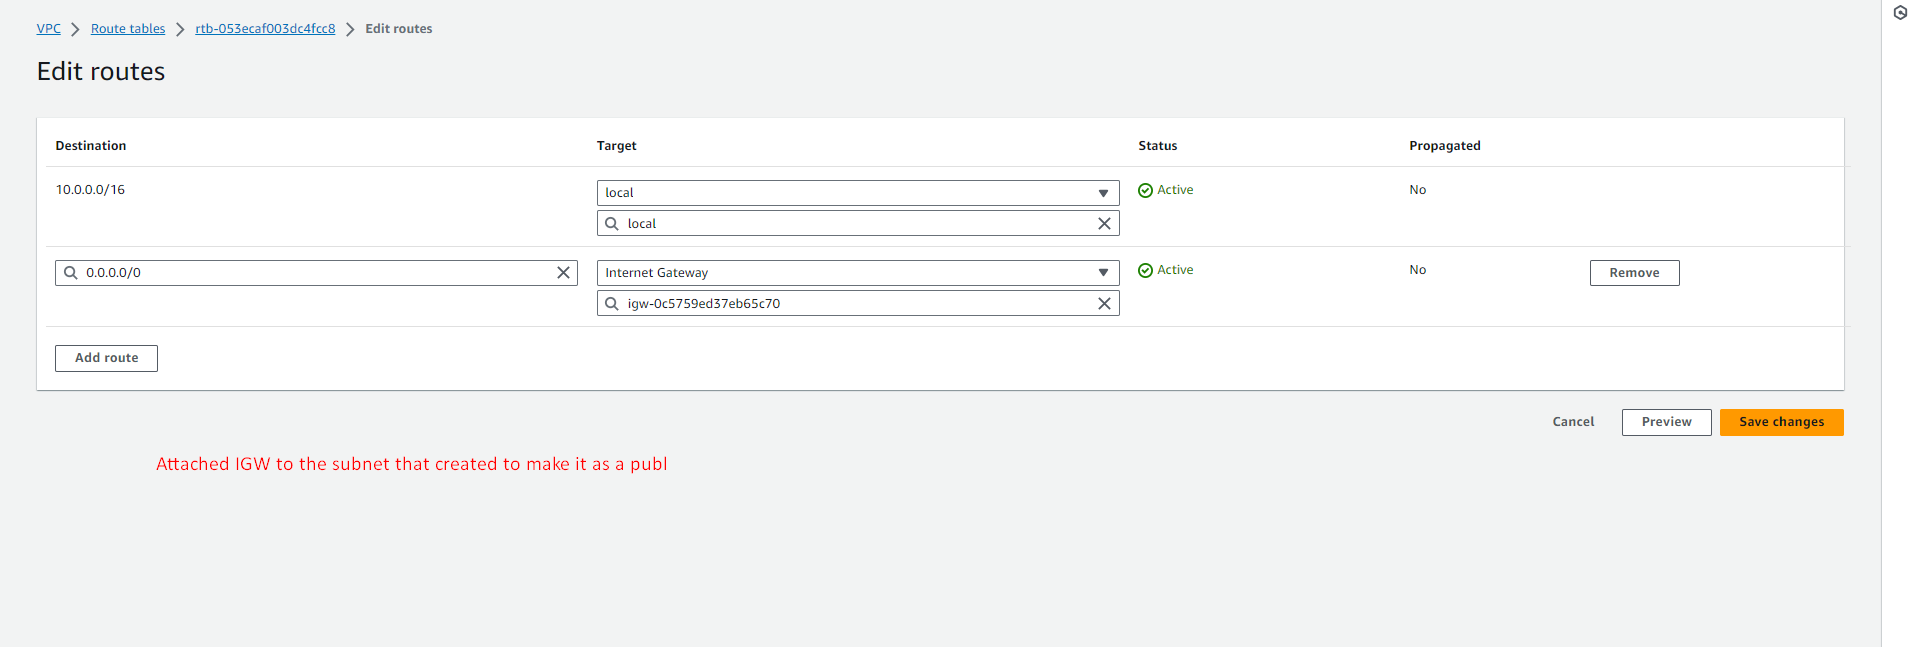 VPC > Route tables > rtb-053ecaf003dc4fcc8 > Edit routes
Edit routes
Destination Target Status Propagated
10.0.0.0/16 local Active No
local
0.0.0.0/0 Internet Gateway Active No Remove
igw-0c5759ed37eb65c70
Add route
Cancel Preview Save changes
Attached IGW to the subnet that created to make it as a publ